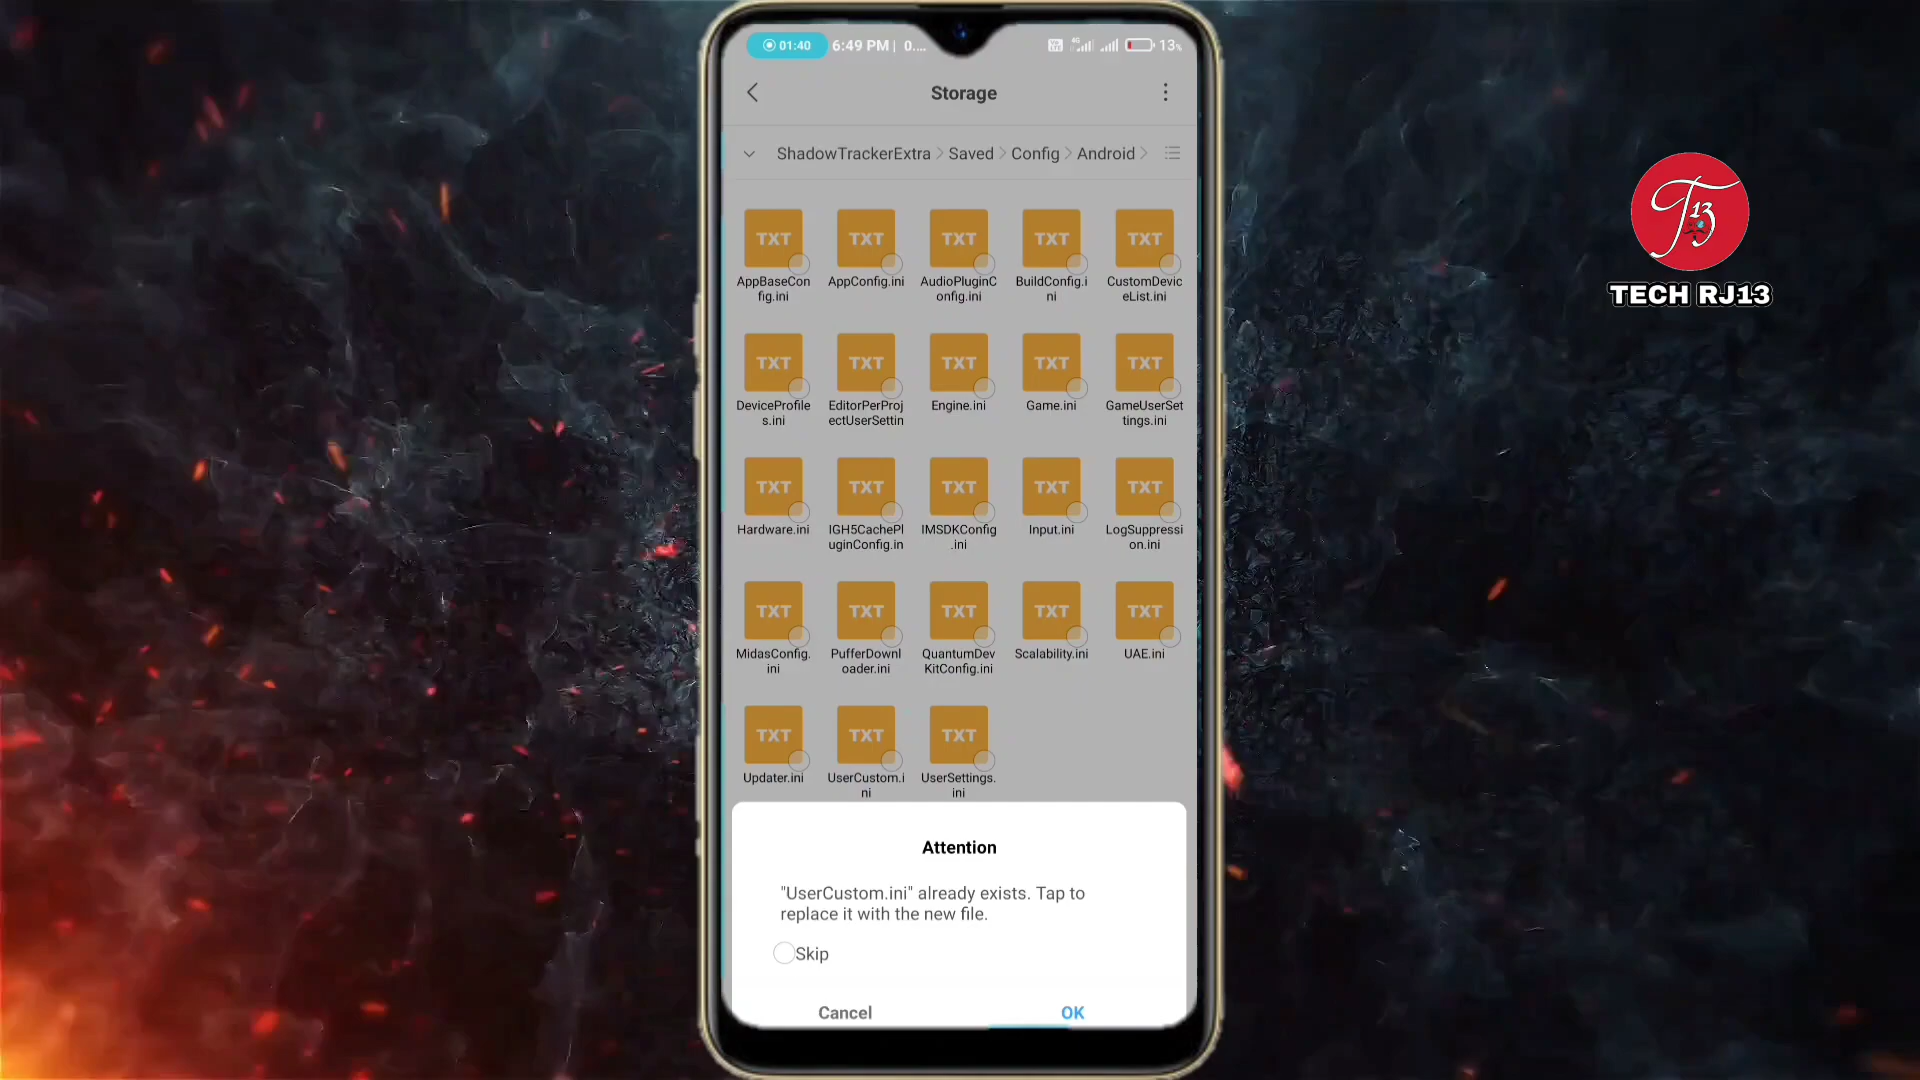 01:40 6:49 PM | 0.... 4G 13%
Storage
ShadowTrackerExtra > Saved > Config > Android >
TXT TXT TXT TXT TXT
AppBaseCon AppConfig.ini AudioPluginC BuildConfig.i CustomDevic
fig.ini onfig.ini ni eList.ini
TXT TXT TXT TXT TXT
DeviceProfile EditorPerProj Engine.ini Game.ini GameUserSet
s.ini ectUserSettin tings.ini
TXT TXT TXT TXT TXT
Hardware.ini IGH5CachePl IMSDKConfig Input.ini LogSuppressi
uginConfig.in .ini on.ini
TXT TXT TXT TXT TXT
MidasConfig. PufferDownl QuantumDev Scalability.ini UAE.ini
ini oader.ini KitConfig.ini
TXT TXT TXT
Updater.ini UserCustom.i UserSettings.
ni ini
Attention
"UserCustom.ini" already exists. Tap to
replace it with the new file.
Skip
Cancel OK
T13
TECH RJ13